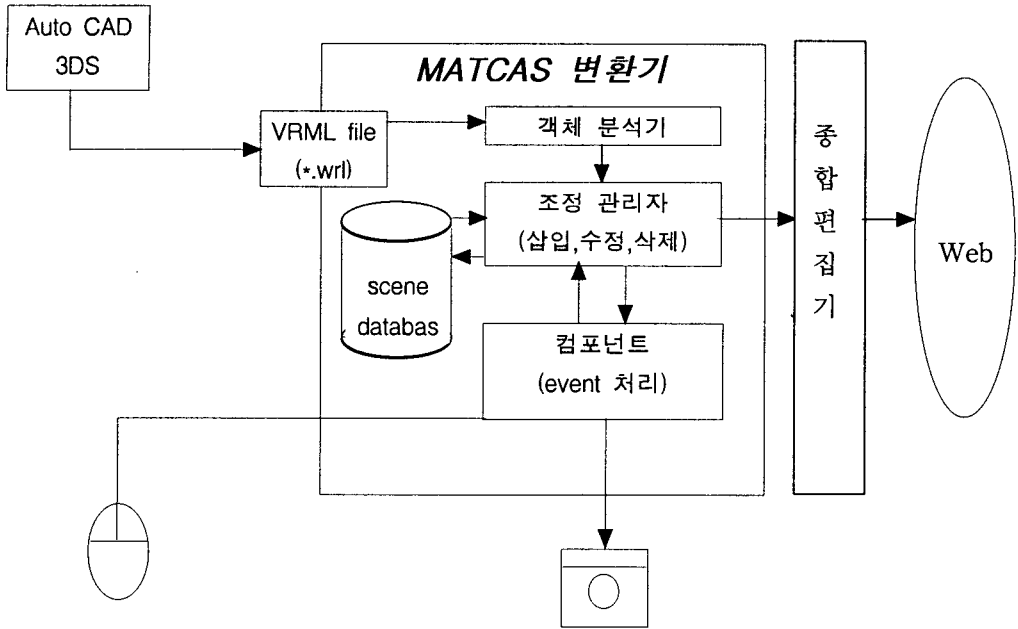 Auto CAD
3DS
MATCAS 변환기
VRML file
(*.wrl)
객체 분석기
조정 관리자
(삽입,수정,삭제)
scene
databas
컴포넌트
(event 처리)
종합편집기
Web